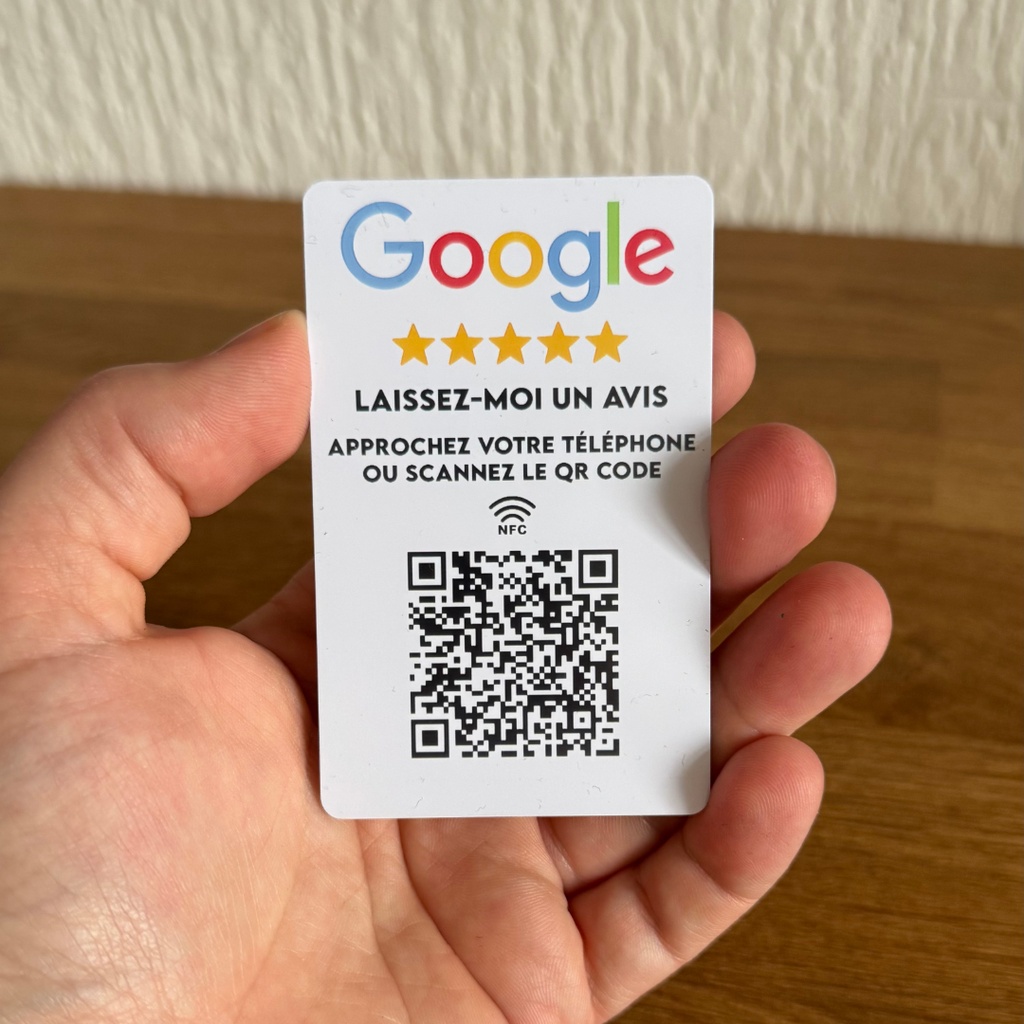 Google
LAISSEZ-MOI UN AVIS
APPROCHEZ VOTRE TÉLÉPHONE
OU SCANNEZ LE QR CODE
NFC